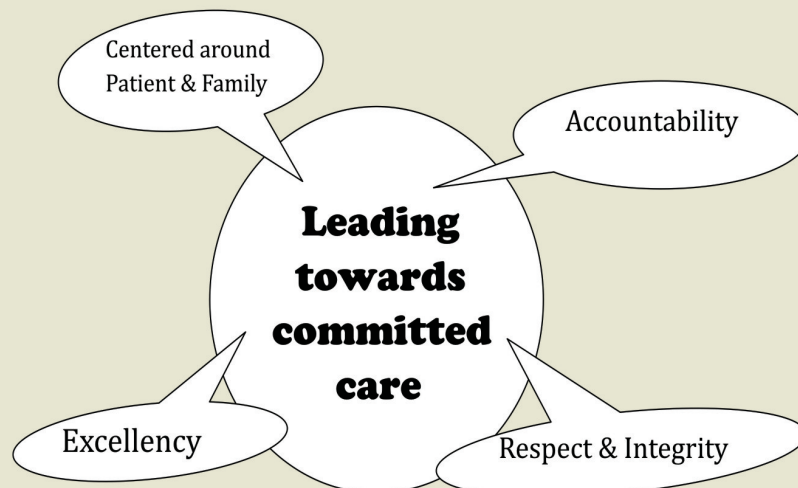 Centered around
Patient & Family
Accountability
Leading
towards
committed
care
Excellency
Respect & Integrity